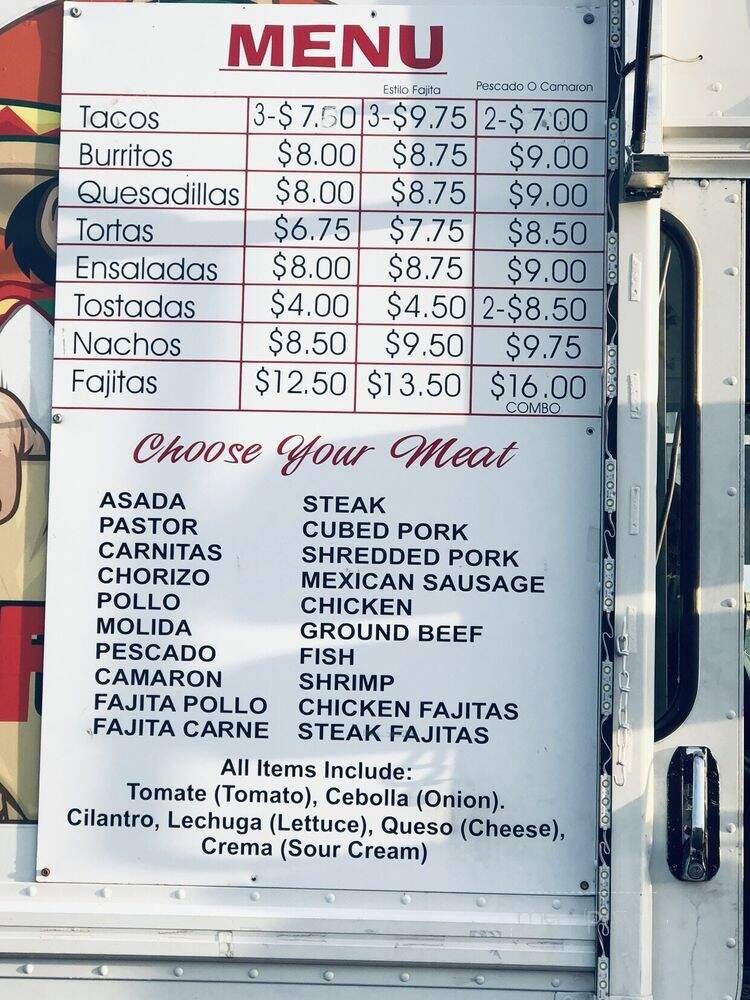 MENU
Estilo Fajita Pescado O Camaron
Tacos 3-$7.50 3-$9.75 2-$7.00
Burritos $8.00 $8.75 $9.00
Quesadillas $8.00 $8.75 $9.00
Tortas $6.75 $7.75 $8.50
Ensaladas $8.00 $8.75 $9.00
Tostadas $4.00 $4.50 2-$8.50
Nachos $8.50 $9.50 $9.75
Fajitas $12.50 $13.50 $16.00
COMBO
Choose Your Meat
ASADA STEAK
PASTOR CUBED PORK
CARNITAS SHREDDED PORK
CHORIZO MEXICAN SAUSAGE
POLLO CHICKEN
MOLIDA GROUND BEEF
PESCADO FISH
CAMARON SHRIMP
FAJITA POLLO CHICKEN FAJITAS
FAJITA CARNE STEAK FAJITAS
All Items Include:
Tomate (Tomato), Cebolla (Onion).
Cilantro, Lechuga (Lettuce), Queso (Cheese),
Crema (Sour Cream)